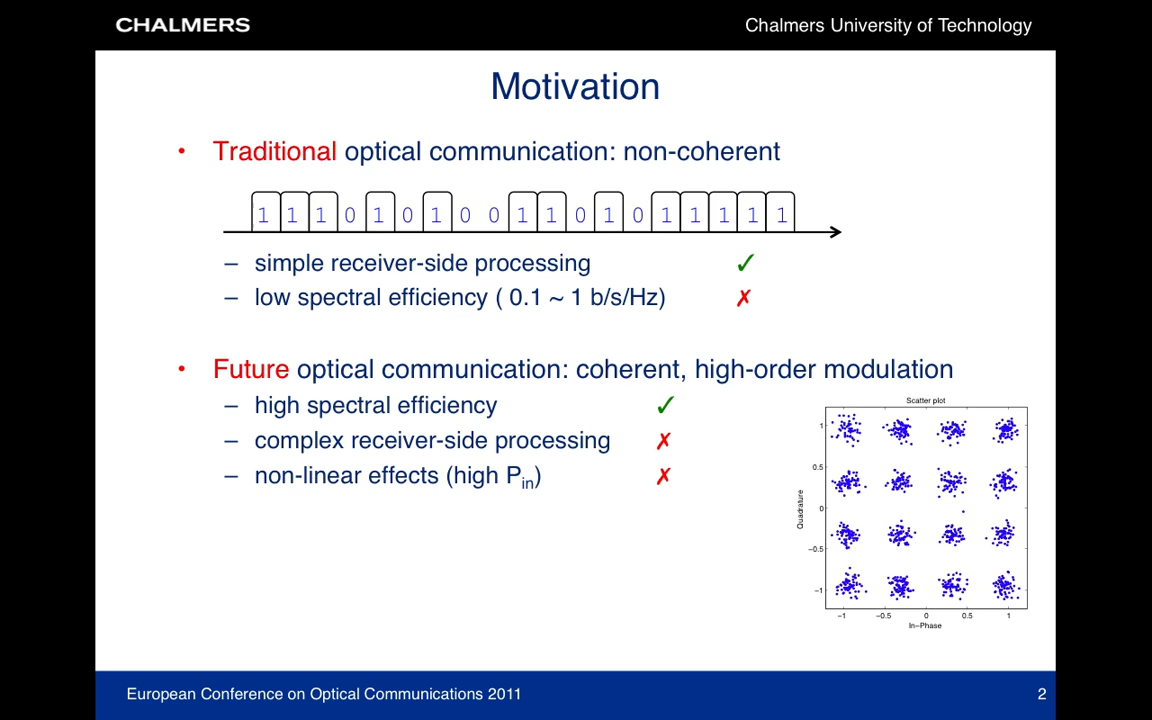 CHALMERS
Chalmers University of Technology
Motivation
• Traditional optical communication: non-coherent
1 1 1 0 1 0 1 0 0 1 1 0 1 0 1 1 1 1 1
– simple receiver-side processing ✓
– low spectral efficiency ( 0.1 ~ 1 b/s/Hz) ✗
• Future optical communication: coherent, high-order modulation
– high spectral efficiency ✓
– complex receiver-side processing ✗
– non-linear effects (high Pin) ✗
Scatter plot
1
0.5
0
−0.5
−1
Quadrature
−1 −0.5 0 0.5 1
In−Phase
European Conference on Optical Communications 2011
2